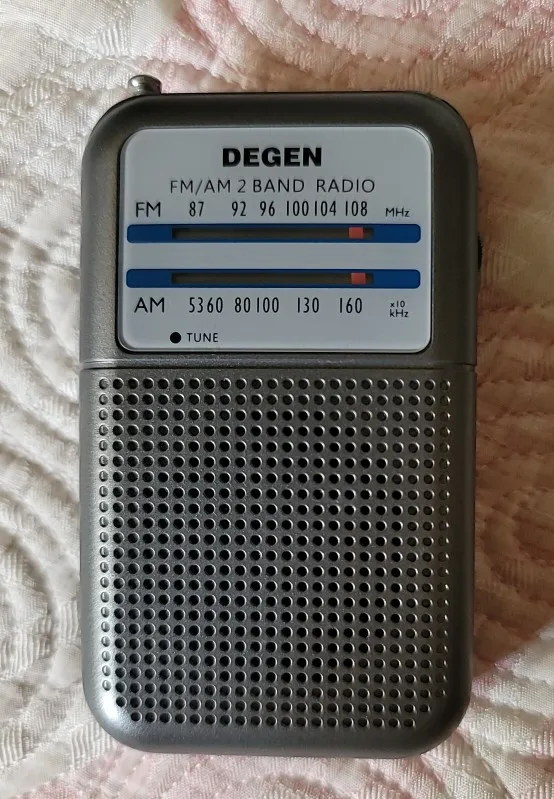 DEGEN
FM/AM 2 BAND RADIO
FM 87 92 96 100 104 108 MHz
AM 53 60 80 100 130 160 x10 kHz
TUNE